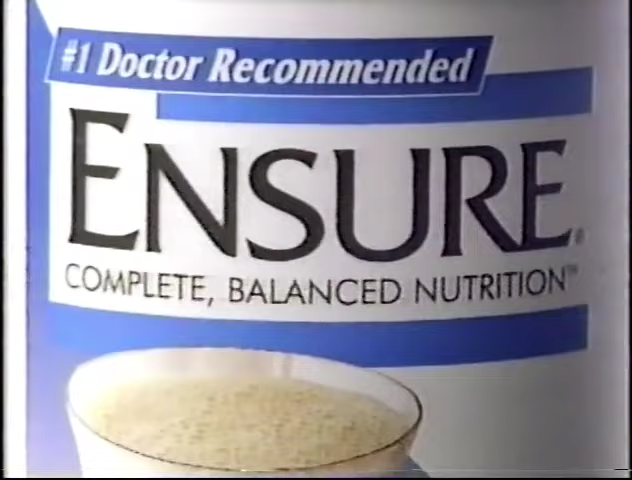 #1 Doctor Recommended
ENSURE®
COMPLETE, BALANCED NUTRITION™